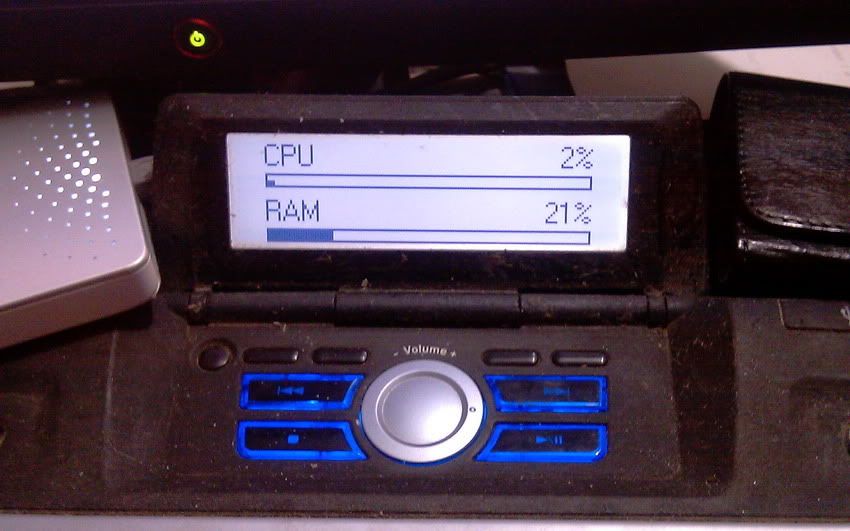 CPU 2%
RAM 21%
- Volume +